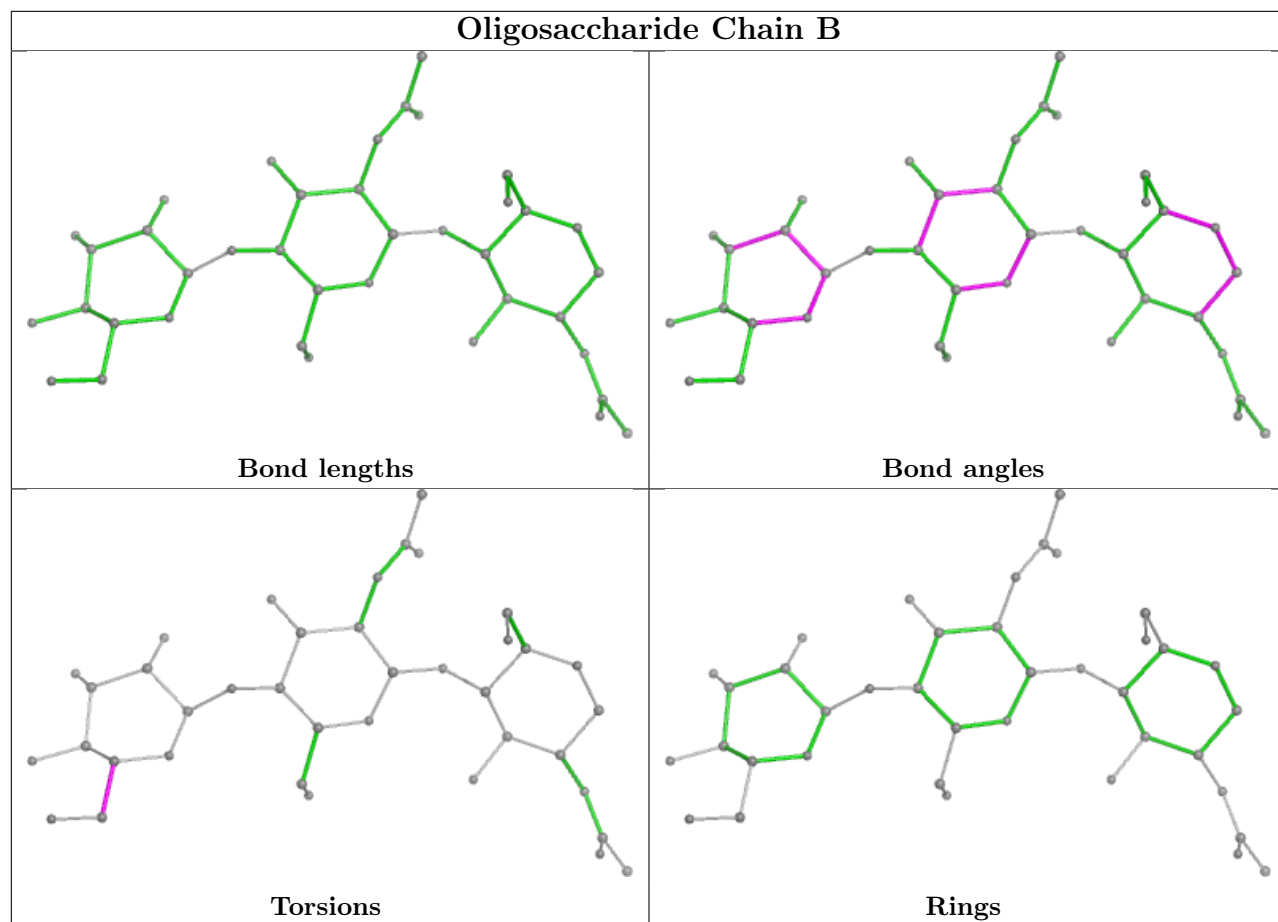 Oligosaccharide Chain B
Bond lengths
Bond angles
Torsions
Rings